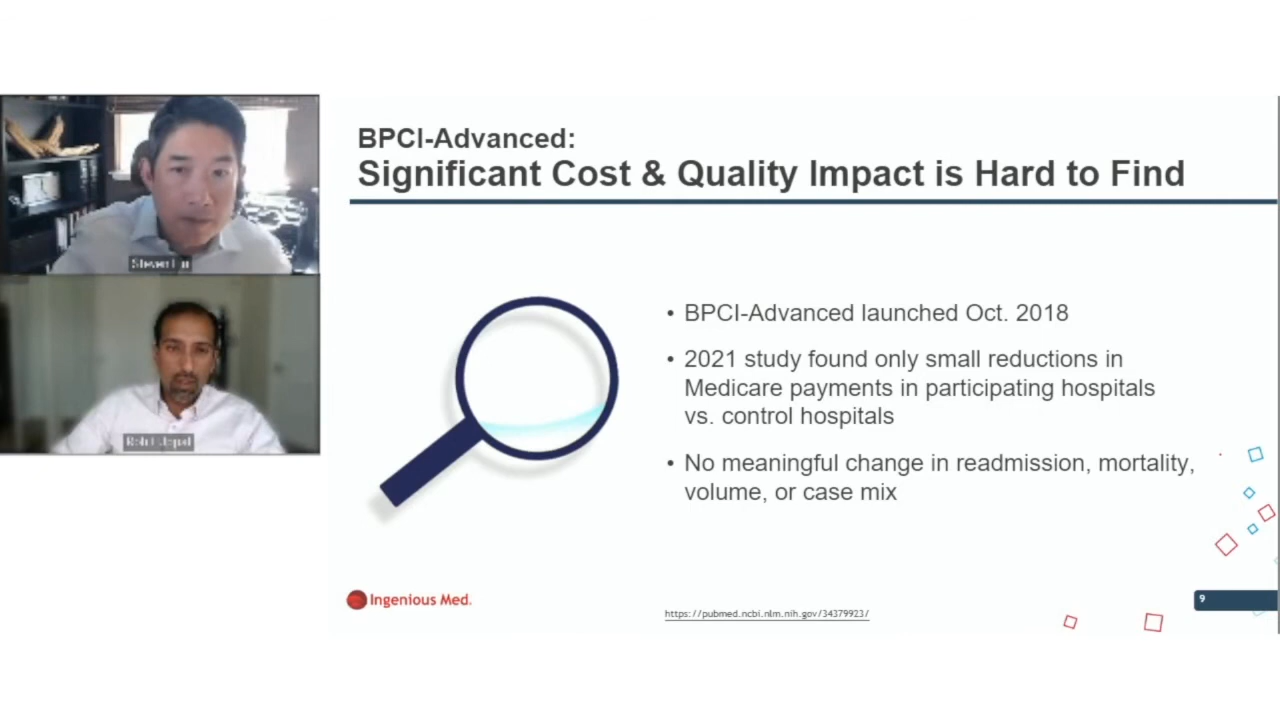 BPCI-Advanced:
Significant Cost & Quality Impact is Hard to Find
• BPCI-Advanced launched Oct. 2018
• 2021 study found only small reductions in
Medicare payments in participating hospitals
vs. control hospitals
• No meaningful change in readmission, mortality,
volume, or case mix
Steven
Ingenious Med.
https://pubmed.ncbi.nlm.nih.gov/34379923/
9